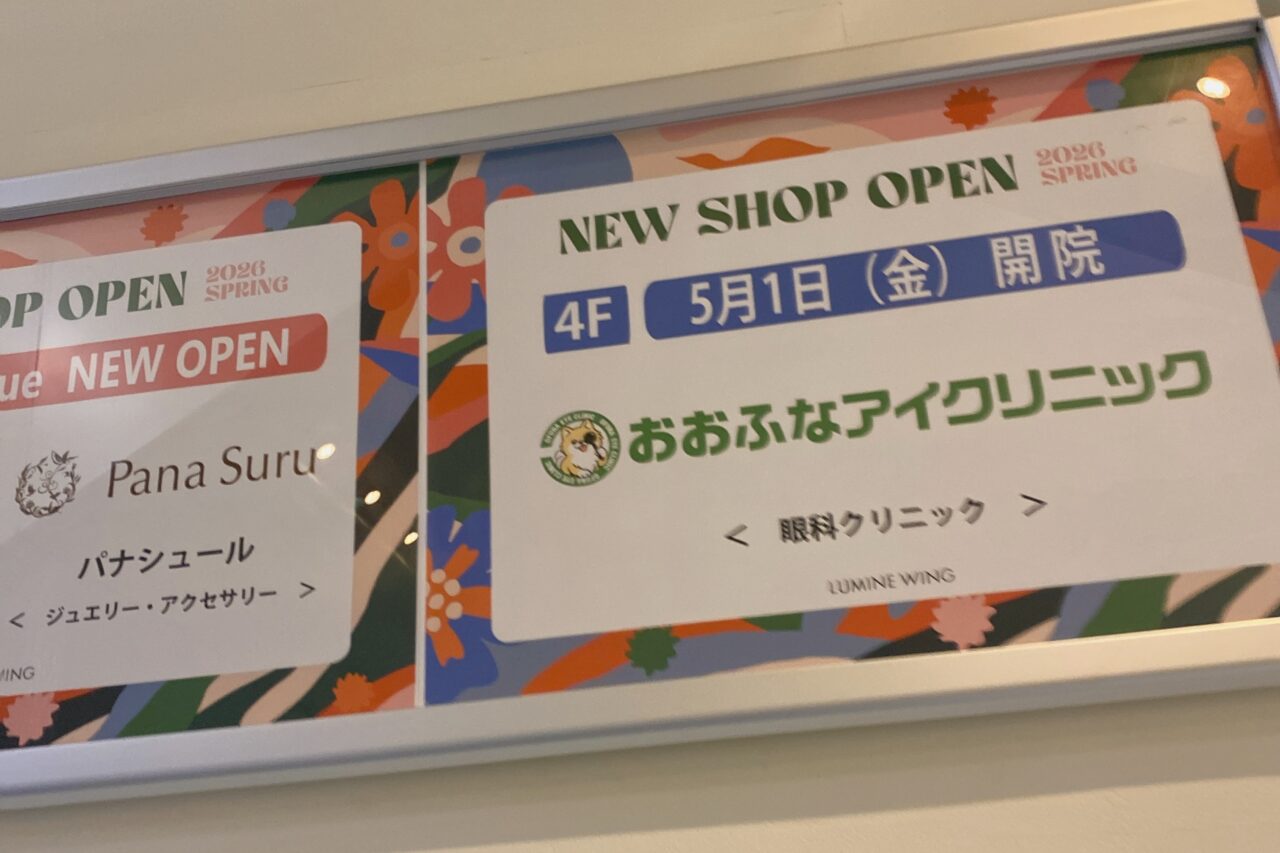 OP OPEN 2026 SPRING
ue NEW OPEN
Pana Suru
パナシュール
< ジュエリー・アクセサリー >
WING
NEW SHOP OPEN 2026 SPRING
4F 5月1日（金） 開院
おおふなアイクリニック
< 眼科クリニック >
LUMINE WING